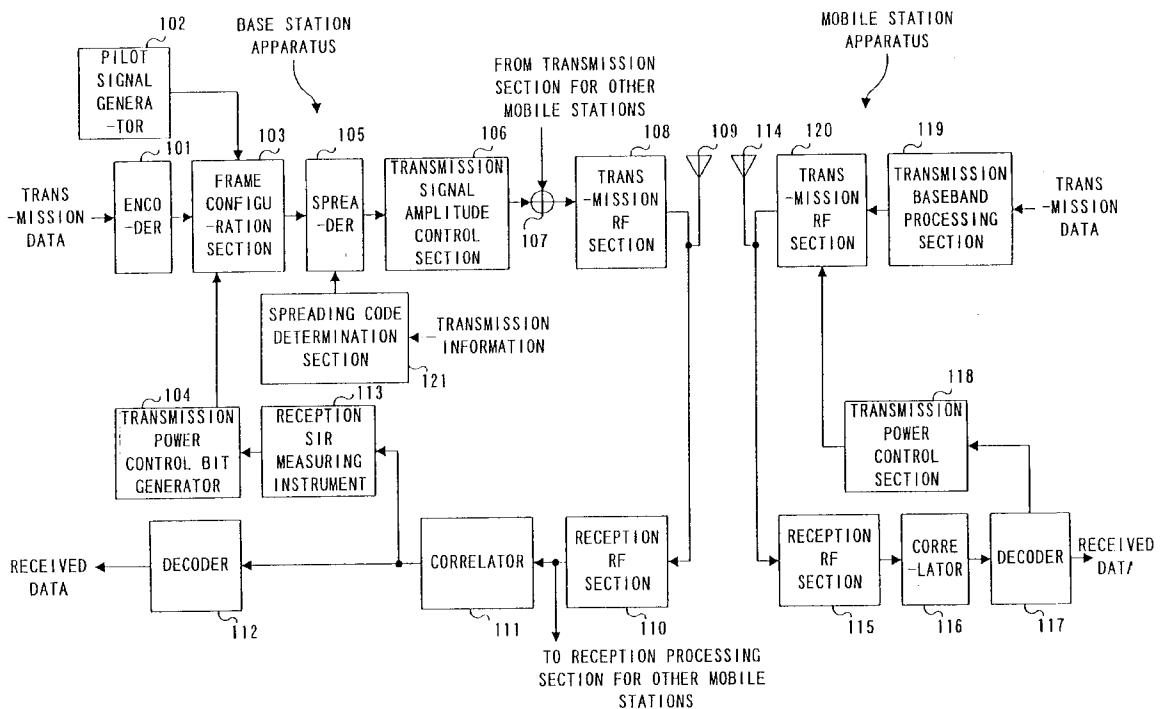 102
PILOT
SIGNAL
GENERA
-TOR
BASE STATION
APPARATUS
MOBILE STATION
APPARATUS
FROM TRANSMISSION
SECTION FOR OTHER
MOBILE STATIONS
101
ENCO
-DER
TRANS
-MISSION
DATA
103
FRAME
CONFIGU
-RATION
SECTION
105
SPREA-
-DER
106
TRANSMISSION
SIGNAL
AMPLITUDE
CONTROL
SECTION
107
108
TRANS
-MISSION
RF
SECTION
109
114
120
TRANS
-MISSION
RF
SECTION
119
TRANSMISSION
BASEBAND
PROCESSING
SECTION
TRANS
-MISSION
DATA
SPREADING CODE
DETERMINATION
SECTION
121
TRANSMISSION
INFORMATION
104
TRANSMISSION
POWER
CONTROL BIT
GENERATOR
113
RECEPTION
SIR
MEASURING
INSTRUMENT
118
TRANSMISSION
POWER
CONTROL
SECTION
RECEIVED
DATA
DECODER
112
CORRELATOR
111
RECEPTION
RF
SECTION
110
RECEPTION
RF
SECTION
115
CORRE
-LATOR
116
DECODER
117
RECEIVED
DATA
TO RECEPTION PROCESSING
SECTION FOR OTHER MOBILE
STATIONS